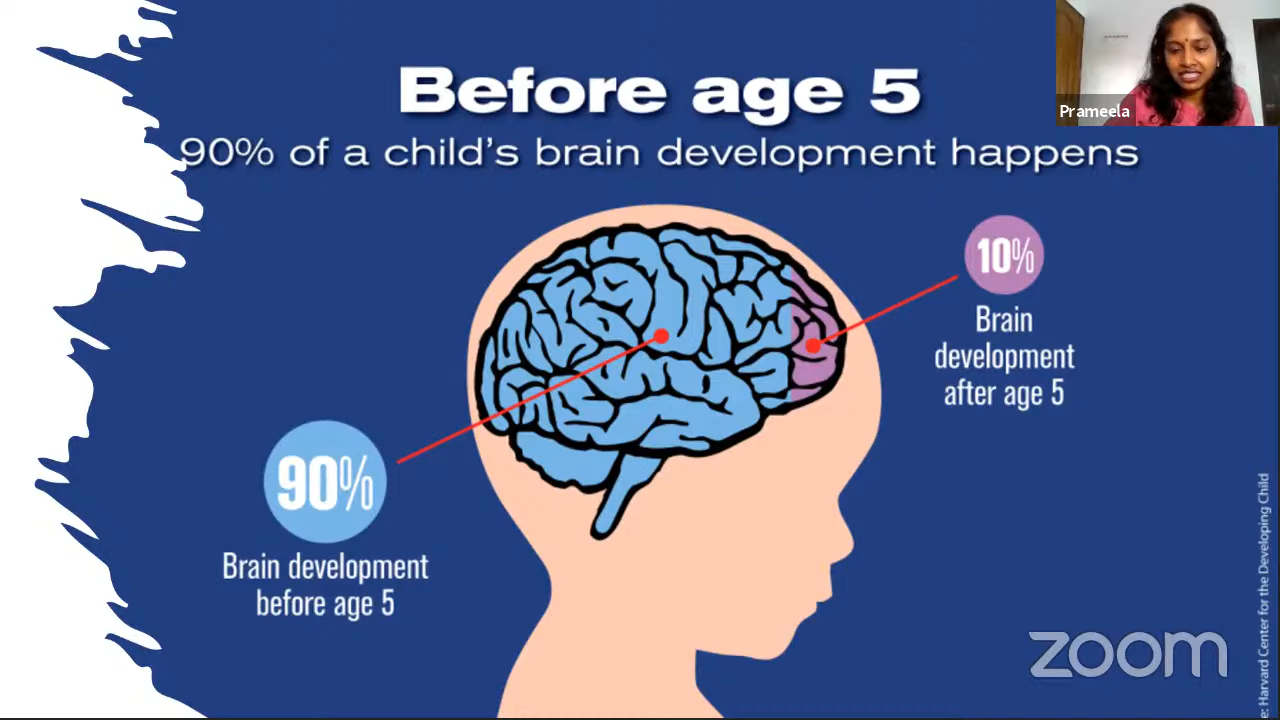 Before age 5
90% of a child's brain development happens
Prameela
10%
Brain
development
after age 5
90%
Brain development
before age 5
zoom
e: Harvard Center for the Developing Child